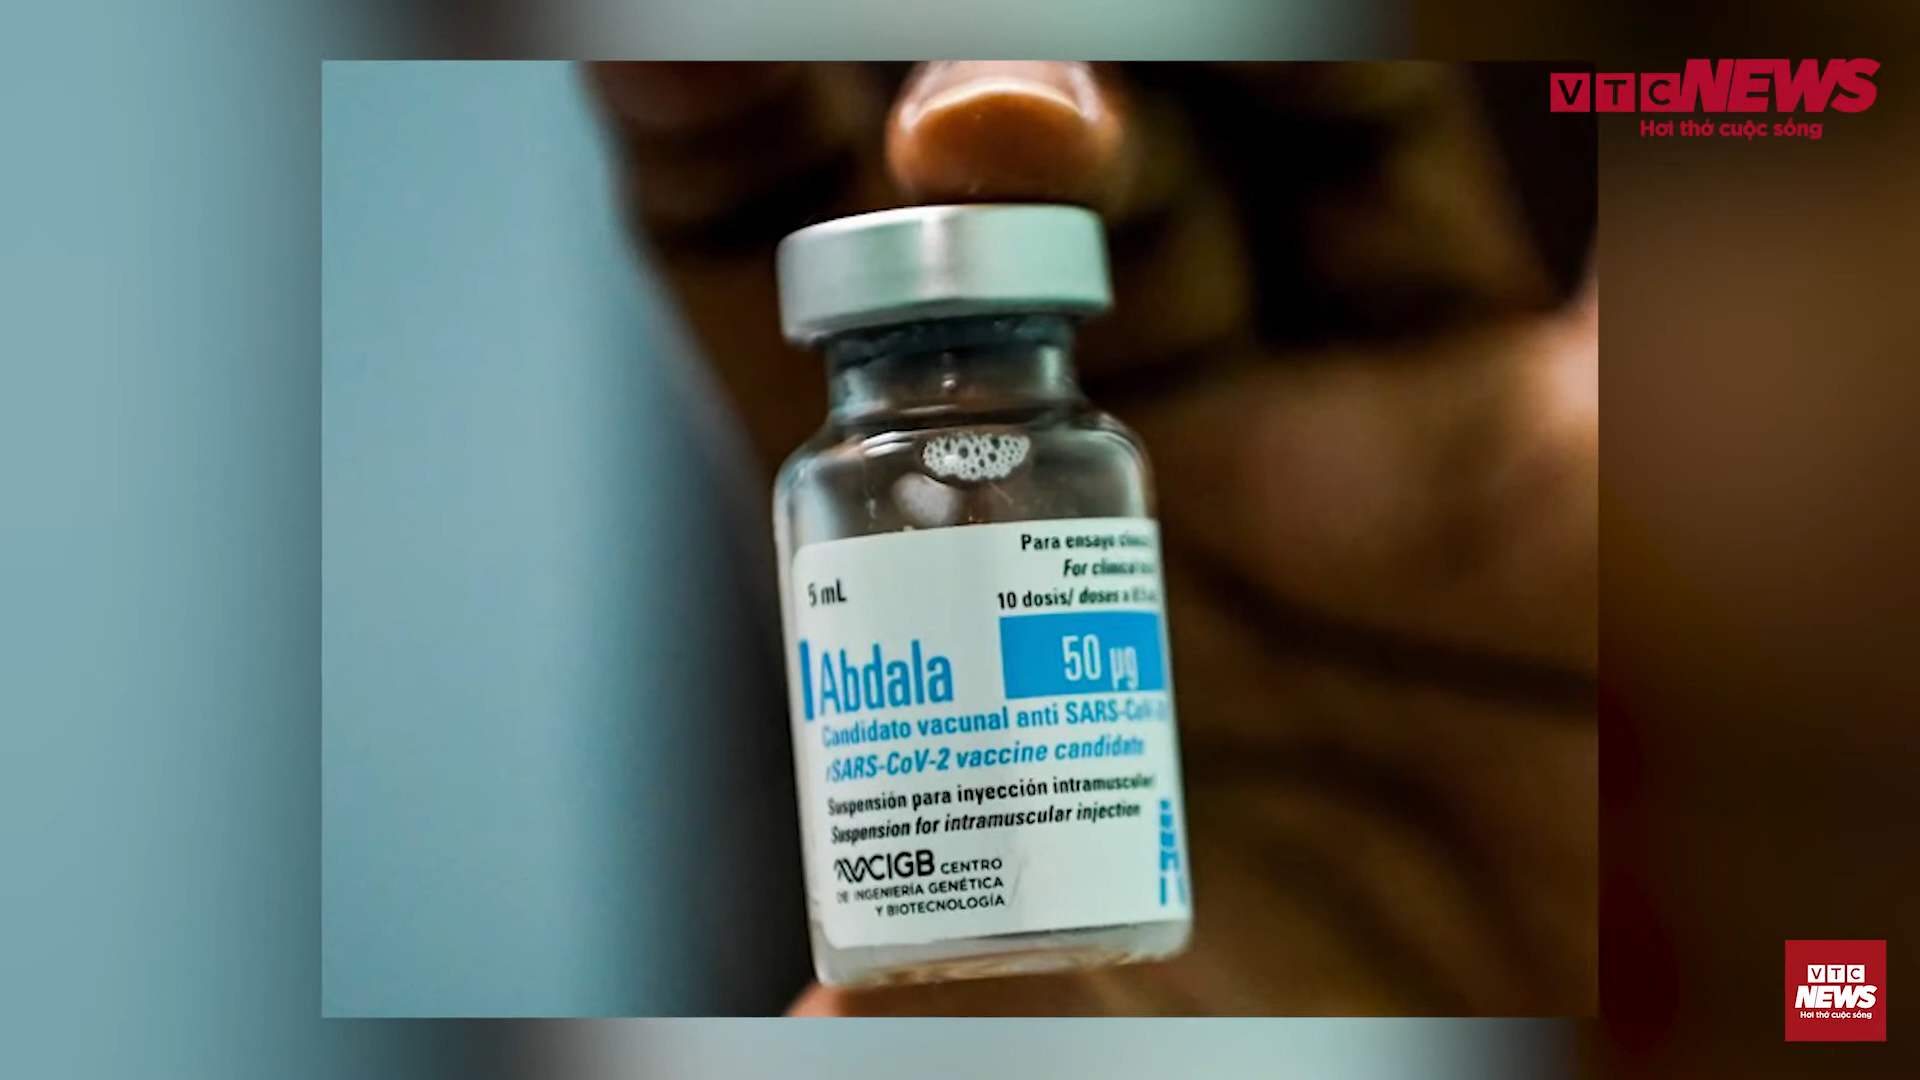 VTC NEWS
Hơi thở cuộc sống
Para ensayo
For
10 dosis/ doses a
5 mL
Abdala
50 µg
Candidato vacunal anti SARS-CoV-2
rSARS-CoV-2 vaccine candidate
Suspensión para inyección intramuscular
Suspension for intramuscular injection
CIGB CENTRO
DE INGENIERÍA GENÉTICA
Y BIOTECNOLOGÍA
VTC
NEWS
Hơi thở cuộc sống